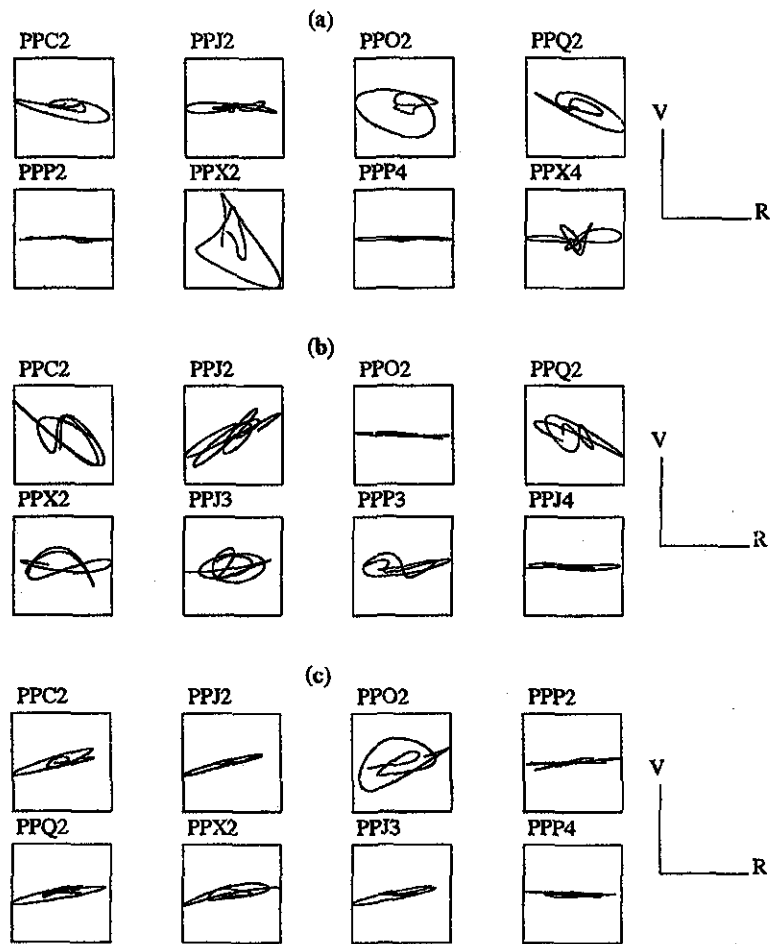 (a)
PPC2 PPJ2 PPO2 PPQ2
V
PPP2 PPX2 PPP4 PPX4
R
(b)
PPC2 PPJ2 PPO2 PPQ2
V
PPX2 PPJ3 PPP3 PPJ4
R
(c)
PPC2 PPJ2 PPO2 PPP2
V
PPQ2 PPX2 PPJ3 PPP4
R